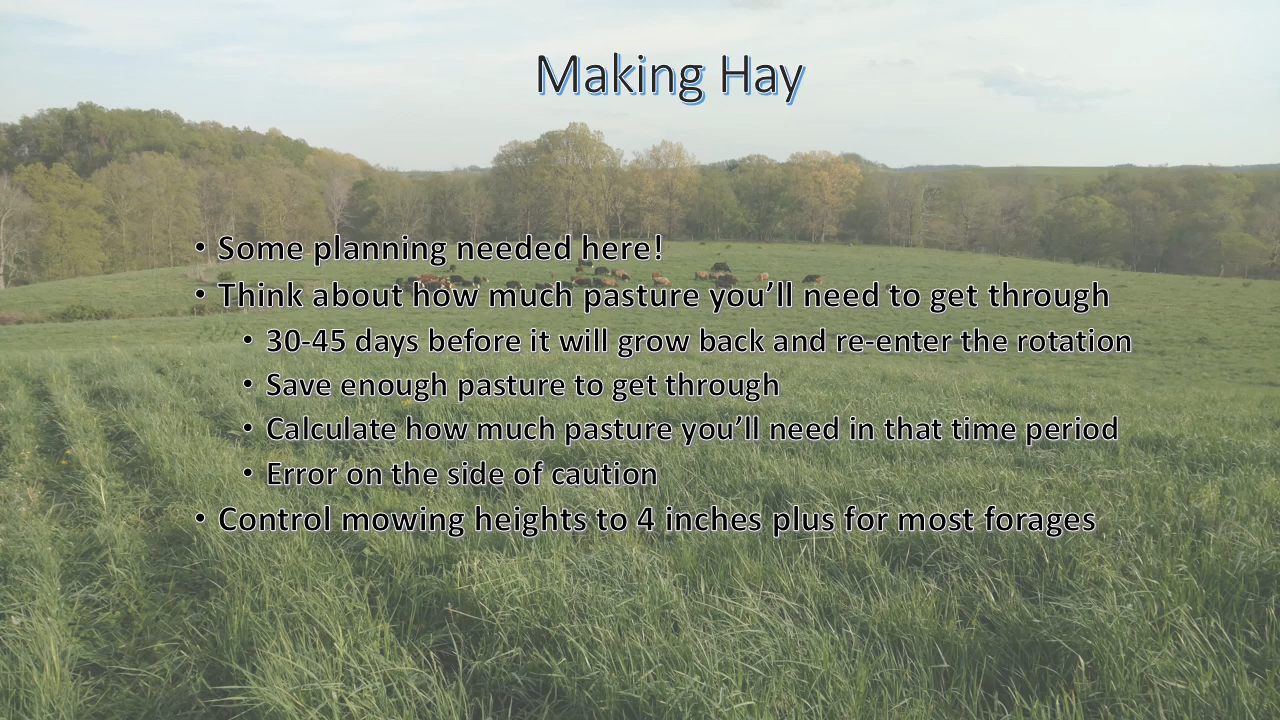 Making Hay
• Some planning needed here!
• Think about how much pasture you’ll need to get through
• 30-45 days before it will grow back and re-enter the rotation
• Save enough pasture to get through
• Calculate how much pasture you’ll need in that time period
• Error on the side of caution
• Control mowing heights to 4 inches plus for most forages